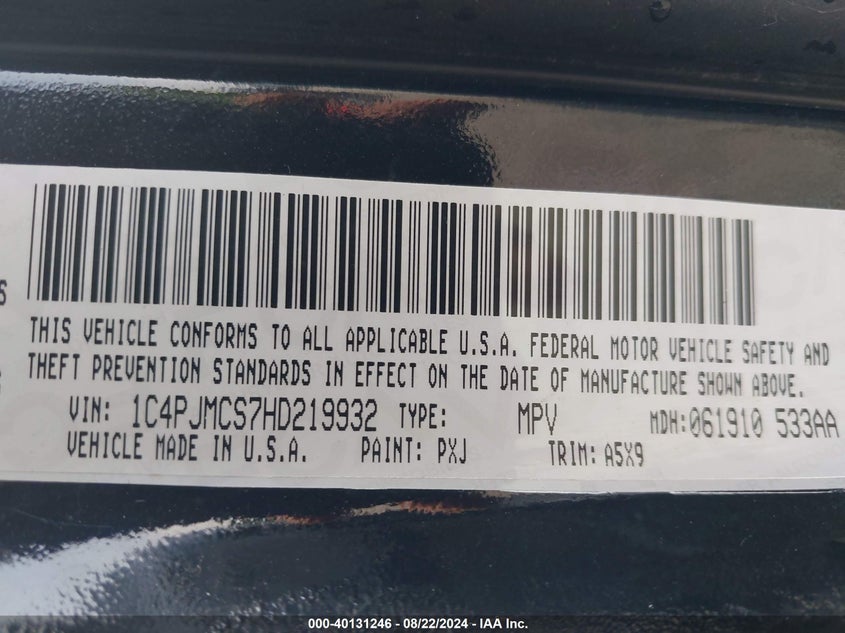 THIS VEHICLE CONFORMS TO ALL APPLICABLE U.S.A. FEDERAL MOTOR VEHICLE SAFETY AND
THEFT PREVENTION STANDARDS IN EFFECT ON THE DATE OF MANUFACTURE SHOWN ABOVE.
VIN: 1C4PJMCS7HD219932 TYPE: MPV MDH:061910 533AA
VEHICLE MADE IN U.S.A. PAINT: PXJ TRIM: A5X9
000-40131246 - 08/22/2024 - IAA Inc.